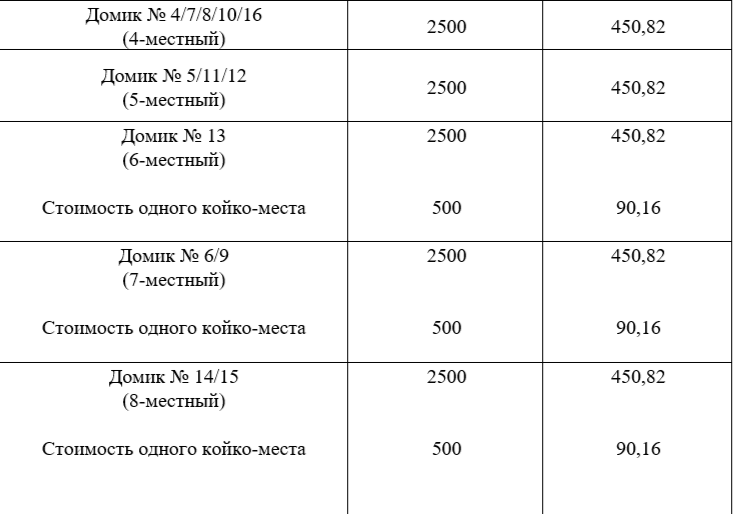 Домик № 4/7/8/10/16
(4-местный)
2500
450,82
Домик № 5/11/12
(5-местный)
2500
450,82
Домик № 13
(6-местный)
2500
450,82
Стоимость одного койко-места
500
90,16
Домик № 6/9
(7-местный)
2500
450,82
Стоимость одного койко-места
500
90,16
Домик № 14/15
(8-местный)
2500
450,82
Стоимость одного койко-места
500
90,16